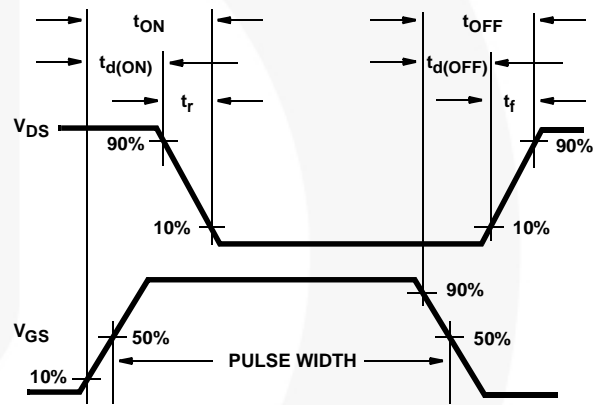 tON tOFF
td(ON) td(OFF)
tr tf
VDS
90% 90%
10% 10%
90%
VGS 50% 50%
PULSE WIDTH
10%